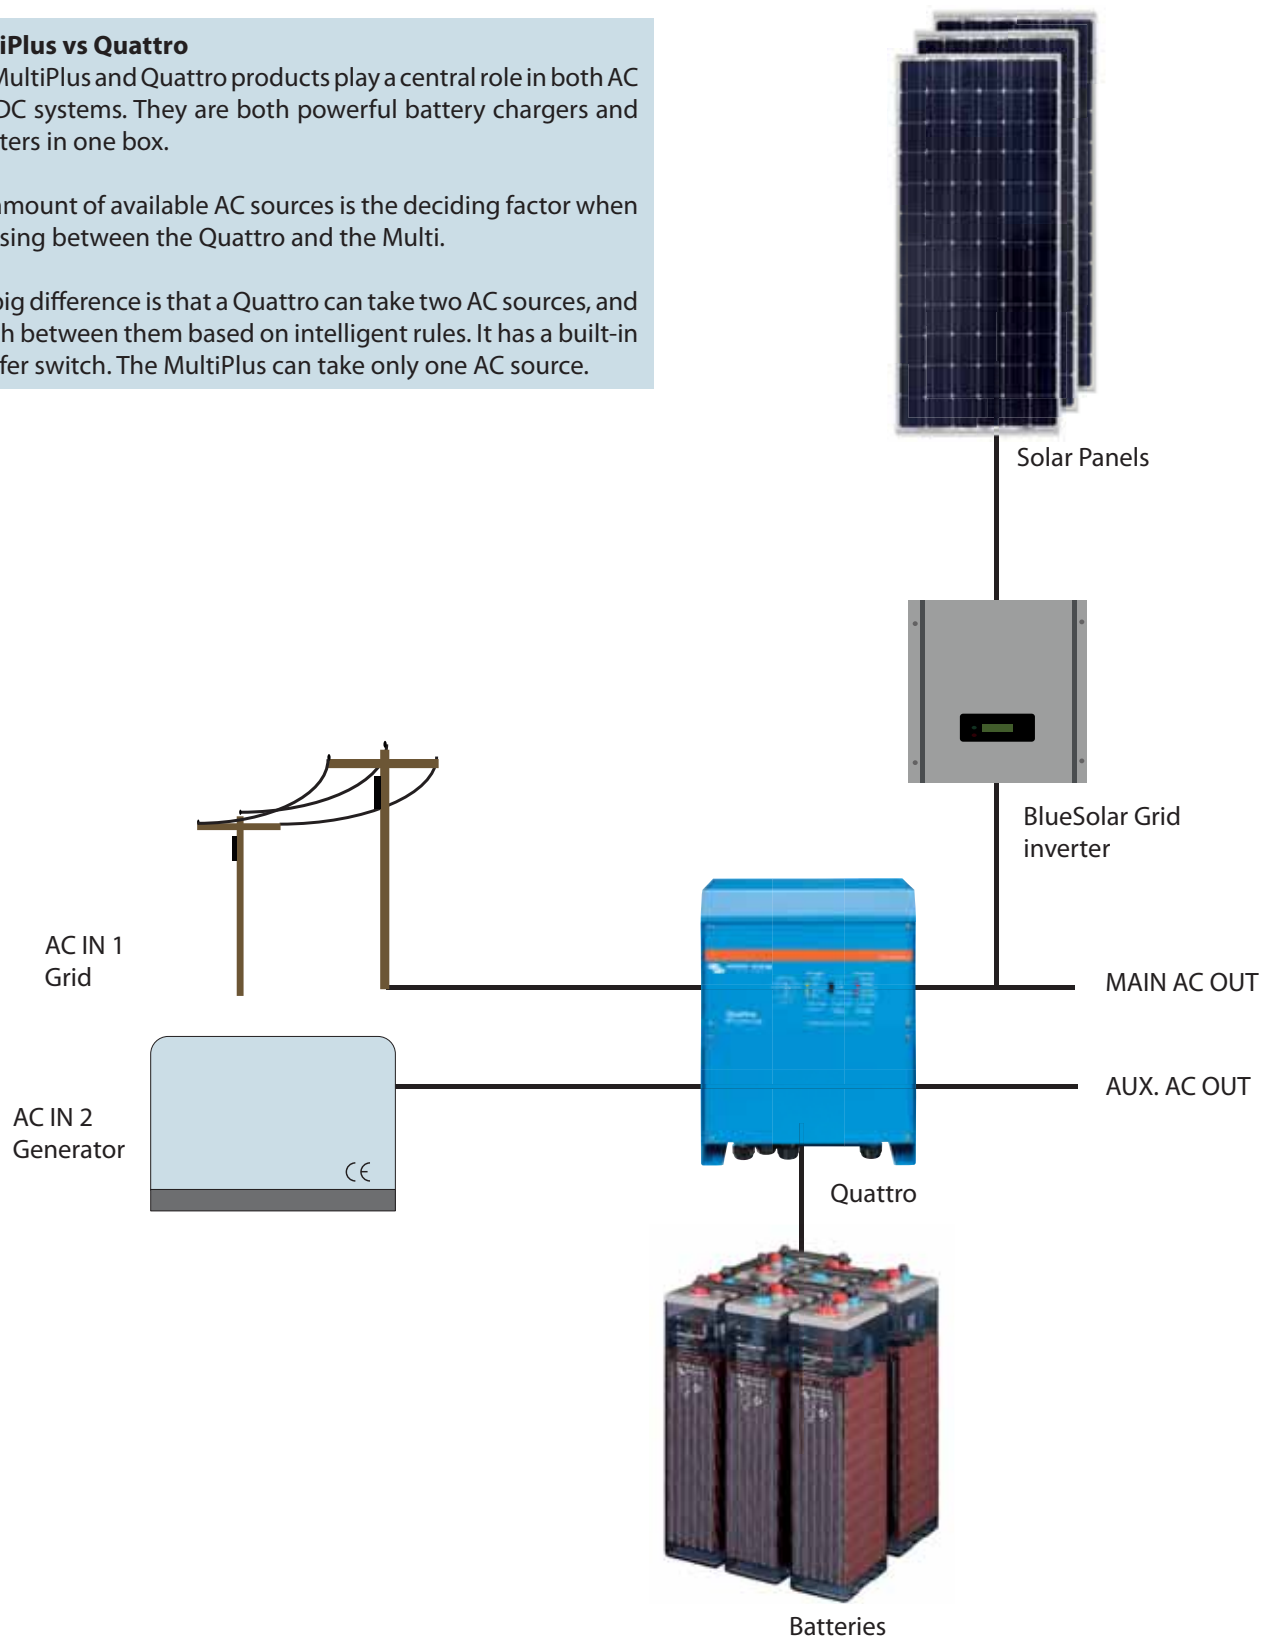 iPlus vs Quattro
MultiPlus and Quattro products play a central role in both AC
DC systems. They are both powerful battery chargers and
ters in one box.
amount of available AC sources is the deciding factor when
sing between the Quattro and the Multi.
big difference is that a Quattro can take two AC sources, and
h between them based on intelligent rules. It has a built-in
fer switch. The MultiPlus can take only one AC source.
Solar Panels
BlueSolar Grid
inverter
AC IN 1
Grid
MAIN AC OUT
AC IN 2
Generator
CE
AUX. AC OUT
Quattro
Batteries